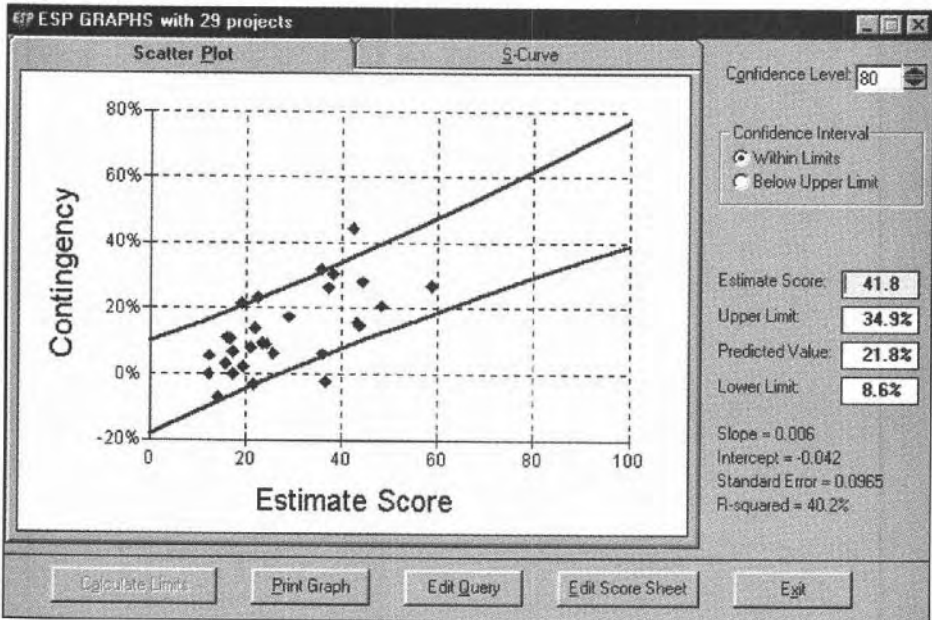 ESP ESP GRAPHS with 29 projects
Scatter Plot
S-Curve
Contingency
80%
60%
40%
20%
0%
-20%
0 20 40 60 80 100
Estimate Score
Confidence Level: 80
Confidence Interval
Within Limits
Below Upper Limit
Estimate Score: 41.8
Upper Limit: 34.9%
Predicted Value: 21.8%
Lower Limit: 8.6%
Slope = 0.006
Intercept = -0.042
Standard Error = 0.0965
R-squared = 40.2%
Calculate Limits Print Graph Edit Query Edit Score Sheet Exit